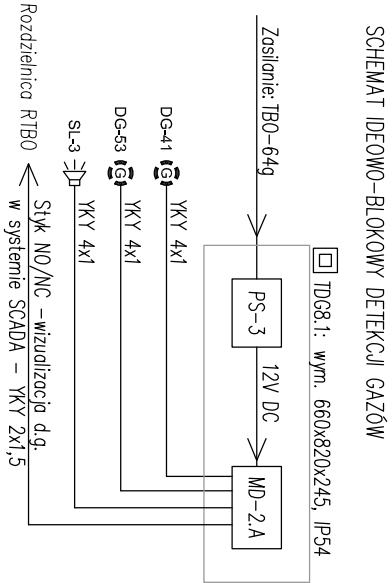 SCHEMAT IDEOWO-BLOKOWY DETEKCJI GAZÓW
TDG8.1: wym. 660x820x245, IP54
Zasilanie: TBO-64g
PS-3
12V DC
MD-2.A
DG-41
G
YKY 4x1
DG-53
G
YKY 4x1
SL-3
YKY 4x1
Rozdzielnica RTBO
Styk NO/NC -wizualizacja d.g.
w systemie SCADA - YKY 2x1,5